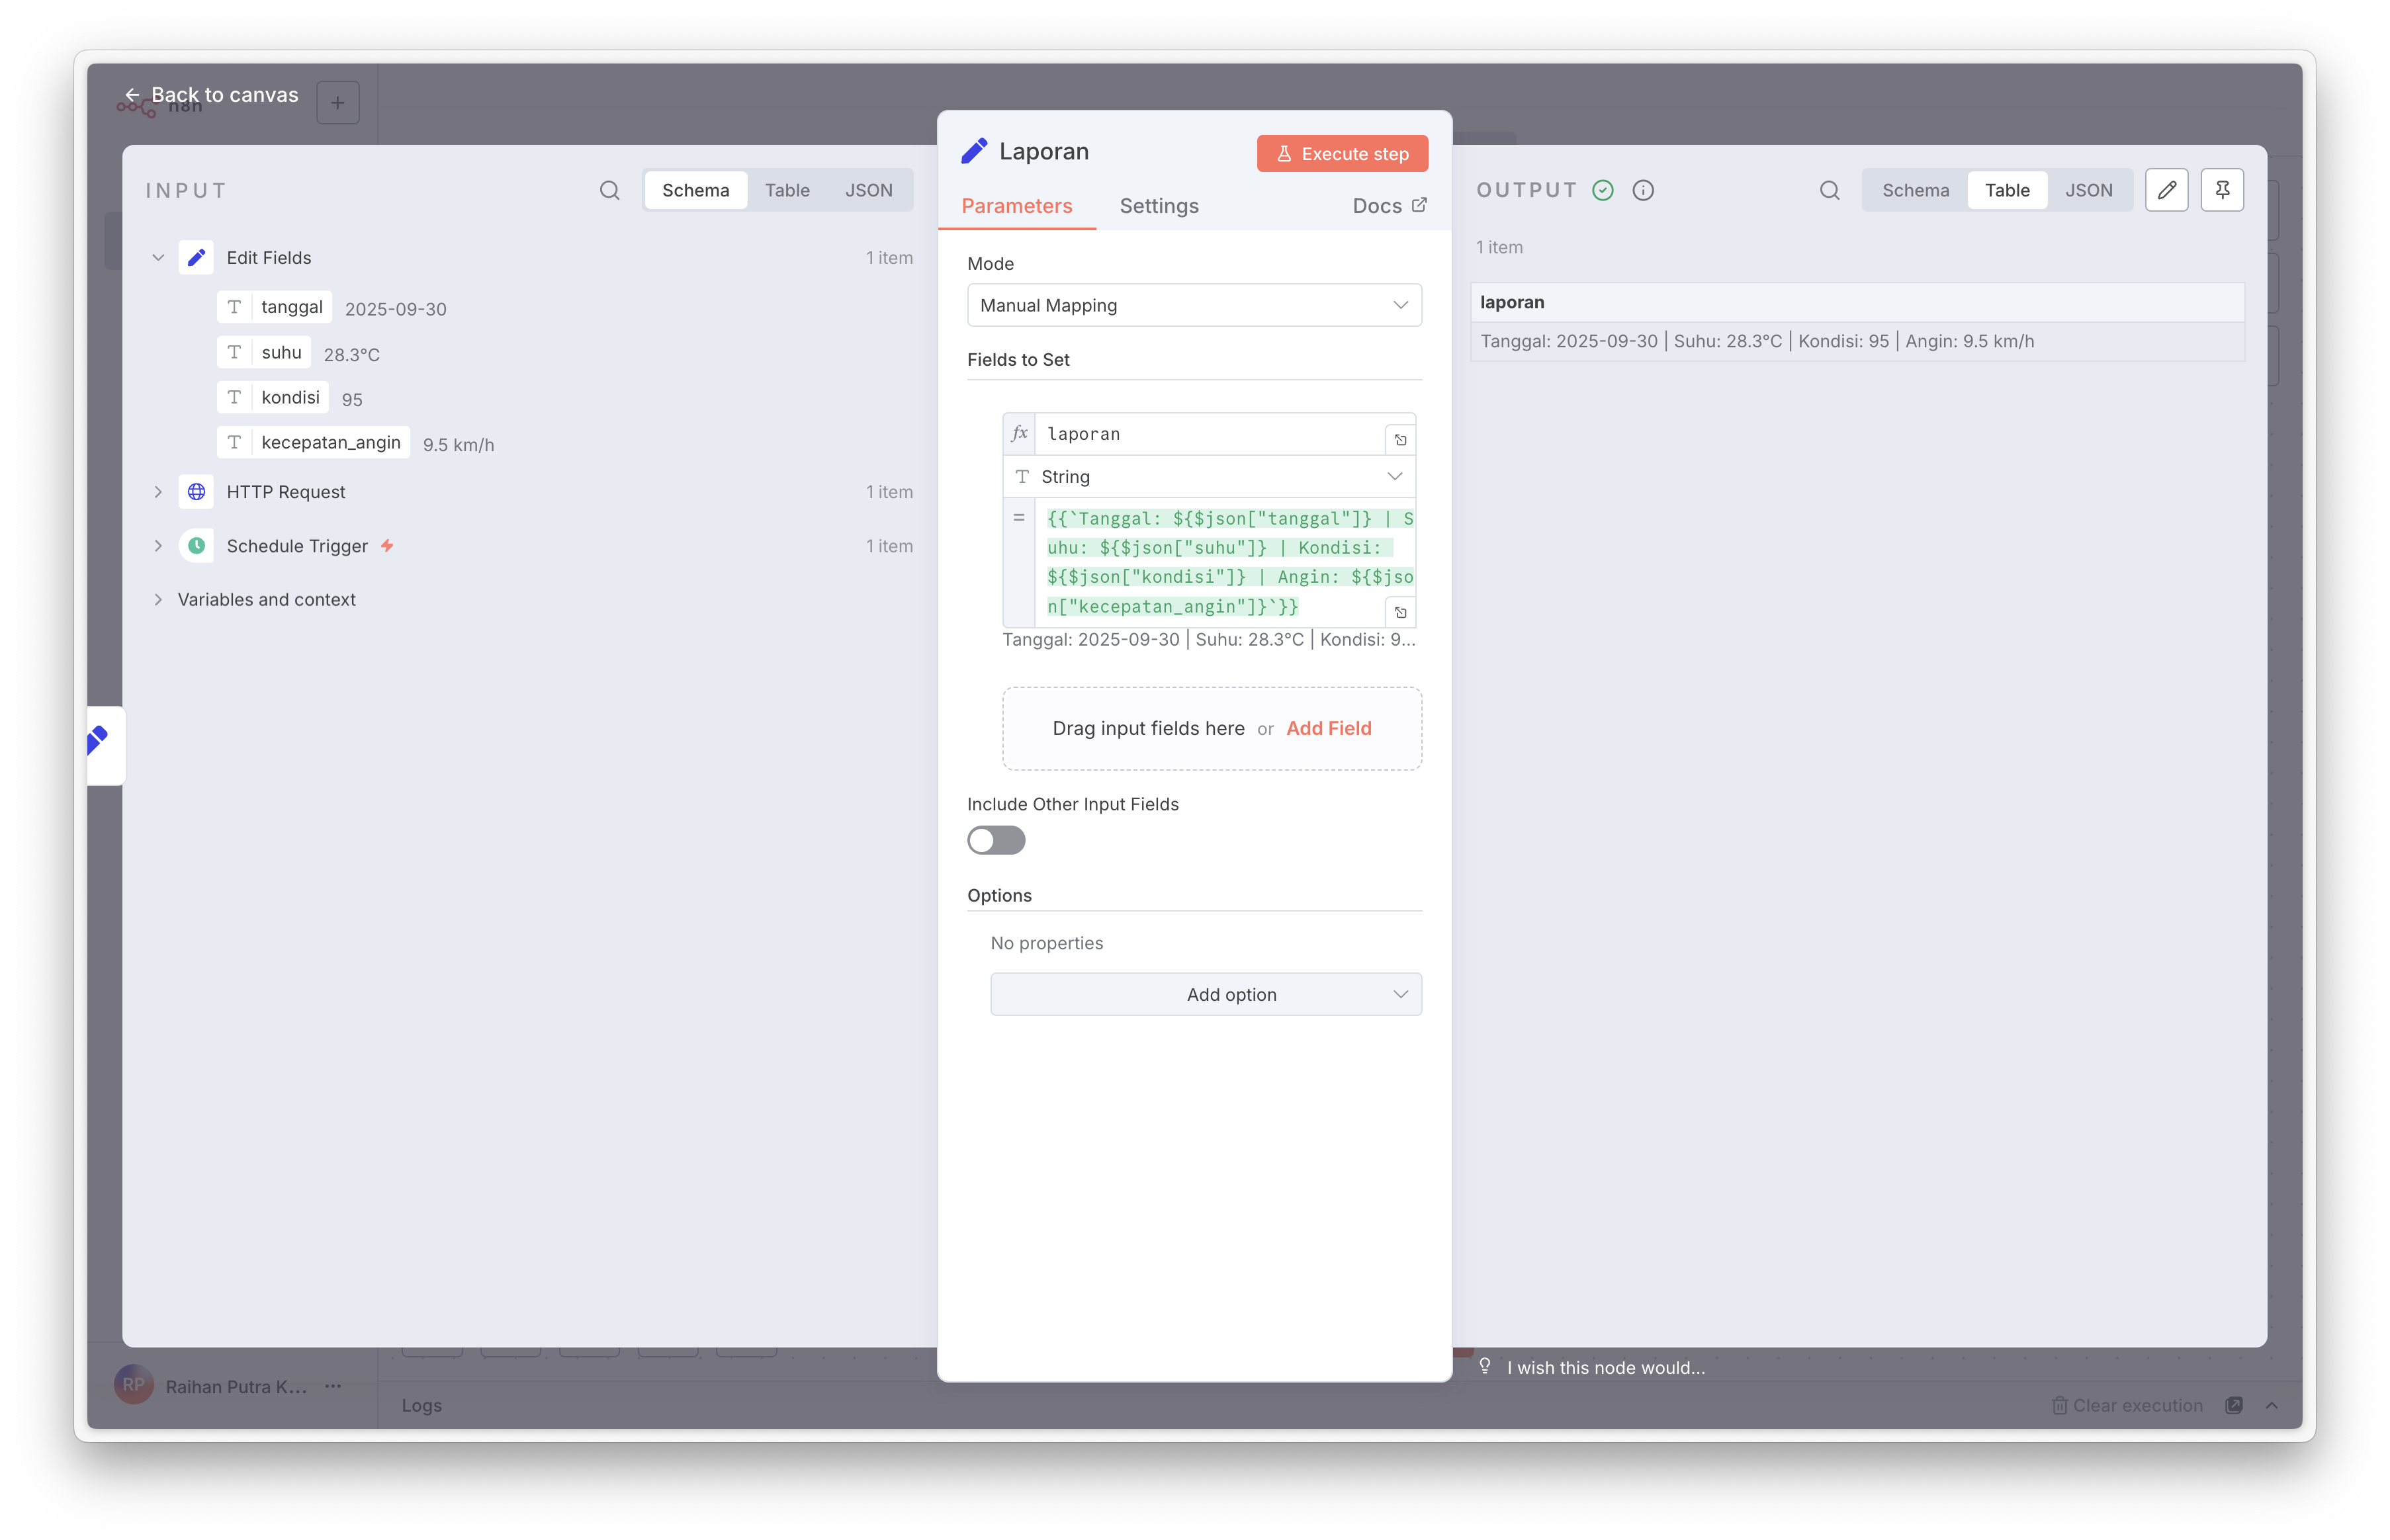 Back to canvas
n8n
INPUT
Schema
Table
JSON
Edit Fields
1 item
T tanggal 2025-09-30
T suhu 28.3°C
T kondisi 95
T kecepatan_angin 9.5 km/h
HTTP Request
1 item
Schedule Trigger
1 item
Variables and context
RP
Raihan Putra K...
Laporan
Execute step
Parameters
Settings
Docs
Mode
Manual Mapping
Fields to Set
fx laporan
T String
= {{`Tanggal: ${$json["tanggal"]} | S
uhu: ${$json["suhu"]} | Kondisi:
${$json["kondisi"]} | Angin: ${$jso
n["kecepatan_angin"]}`}}
Tanggal: 2025-09-30 | Suhu: 28.3°C | Kondisi: 9...
Drag input fields here or Add Field
Include Other Input Fields
Options
No properties
Add option
OUTPUT
Schema
Table
JSON
1 item
laporan
Tanggal: 2025-09-30 | Suhu: 28.3°C | Kondisi: 95 | Angin: 9.5 km/h
I wish this node would...
Logs
Clear execution